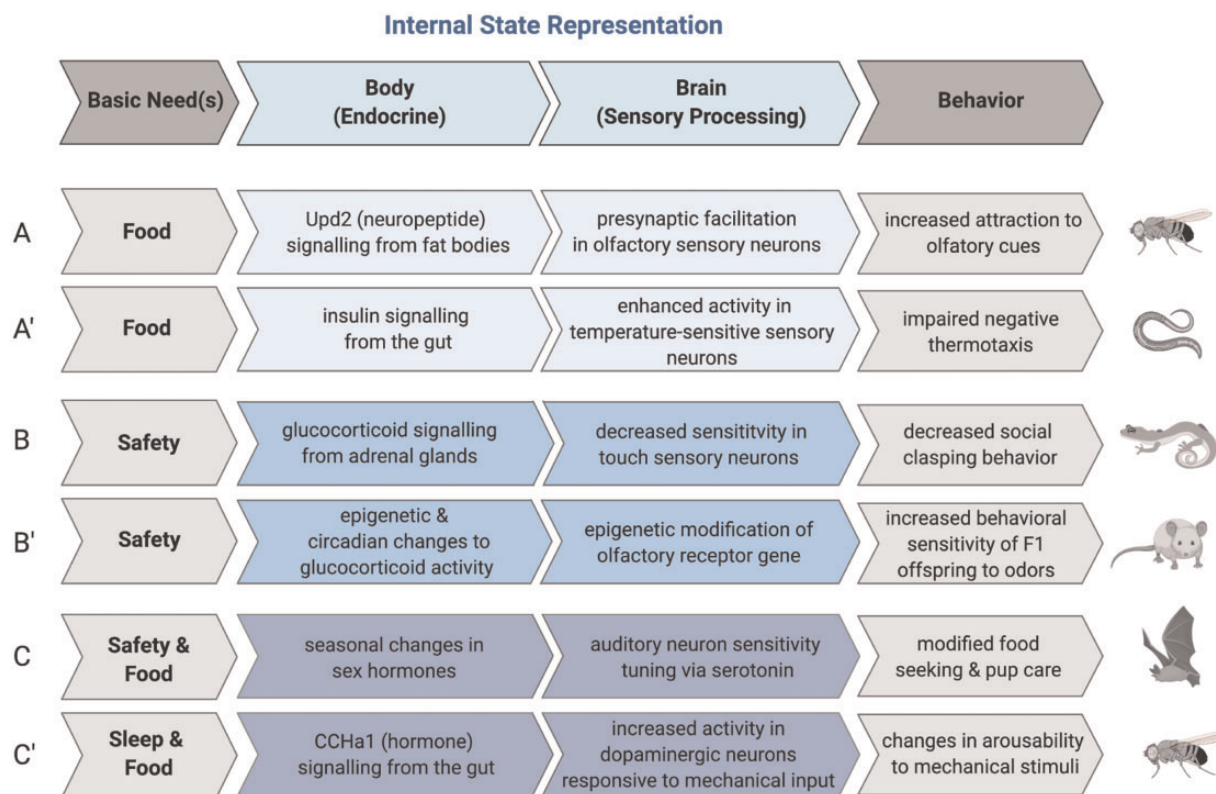 Internal State Representation
Basic Need(s)
Body
(Endocrine)
Brain
(Sensory Processing)
Behavior
A
Food
Upd2 (neuropeptide)
signalling from fat bodies
presynaptic facilitation
in olfactory sensory neurons
increased attraction to
olfatory cues
A'
Food
insulin signalling
from the gut
enhanced activity in
temperature-sensitive sensory
neurons
impaired negative
thermotaxis
B
Safety
glucocorticoid signalling
from adrenal glands
decreased sensititvity in
touch sensory neurons
decreased social
clasping behavior
B'
Safety
epigenetic &
circadian changes to
glucocorticoid activity
epigenetic modification of
olfactory receptor gene
increased behavioral
sensitivity of F1
offspring to odors
C
Safety &
Food
seasonal changes in
sex hormones
auditory neuron sensitivity
tuning via serotonin
modified food
seeking & pup care
C'
Sleep &
Food
CCHa1 (hormone)
signalling from the gut
increased activity in
dopaminergic neurons
responsive to mechanical input
changes in arousability
to mechanical stimuli